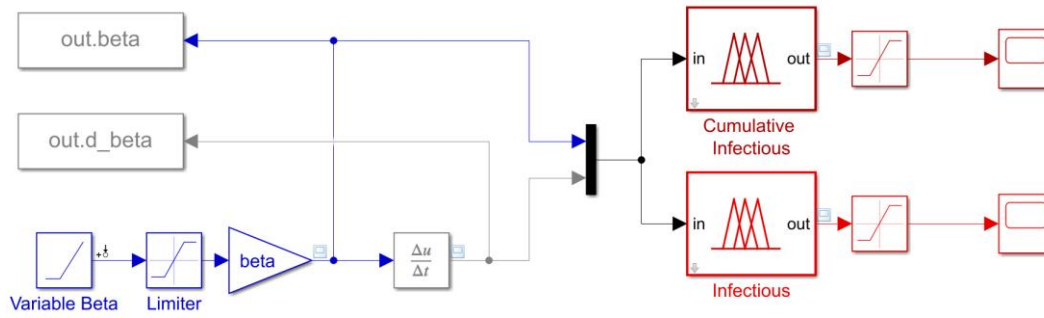 out.beta
out.d_beta
in
out
Cumulative
Infectious
in
out
Infectious
beta
Δu
Δt
Variable Beta
Limiter